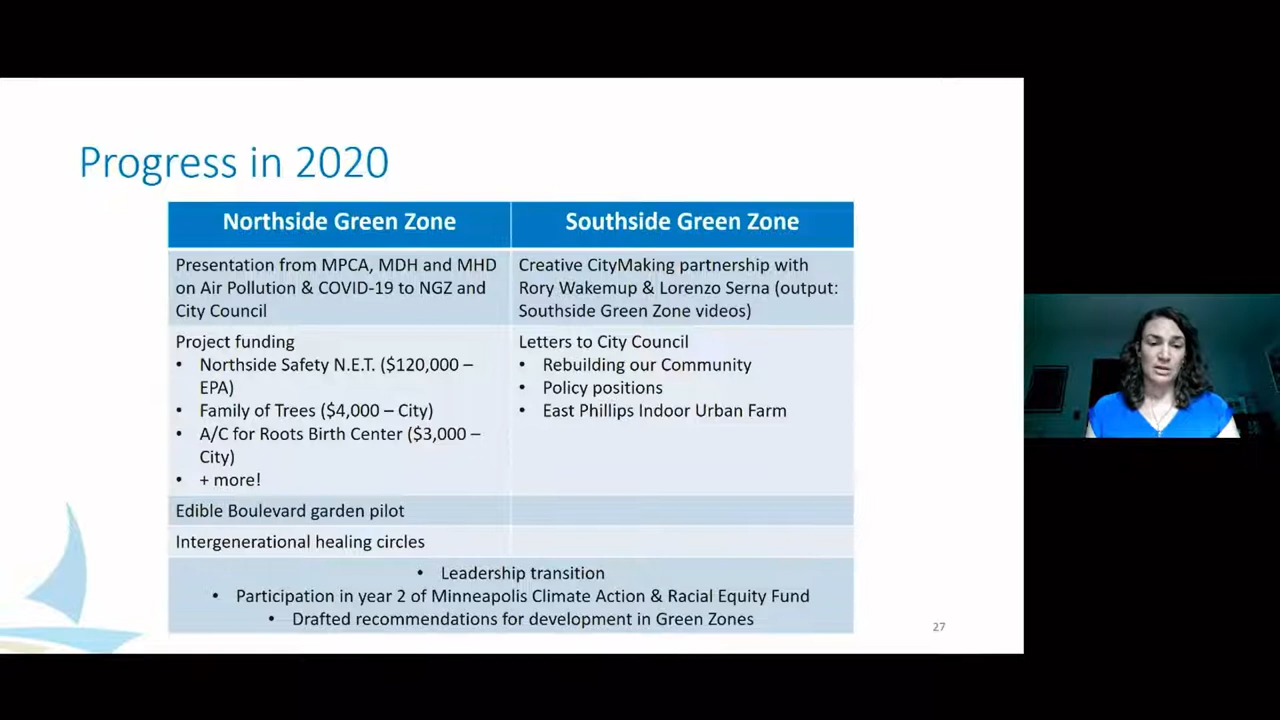 Progress in 2020
Northside Green Zone
Southside Green Zone
Presentation from MPCA, MDH and MHD
on Air Pollution & COVID-19 to NGZ and
City Council
Creative CityMaking partnership with
Rory Wakemup & Lorenzo Serna (output:
Southside Green Zone videos)
Project funding
• Northside Safety N.E.T. ($120,000 –
EPA)
• Family of Trees ($4,000 – City)
• A/C for Roots Birth Center ($3,000 –
City)
• + more!
Letters to City Council
• Rebuilding our Community
• Policy positions
• East Phillips Indoor Urban Farm
Edible Boulevard garden pilot
Intergenerational healing circles
• Leadership transition
• Participation in year 2 of Minneapolis Climate Action & Racial Equity Fund
• Drafted recommendations for development in Green Zones
27